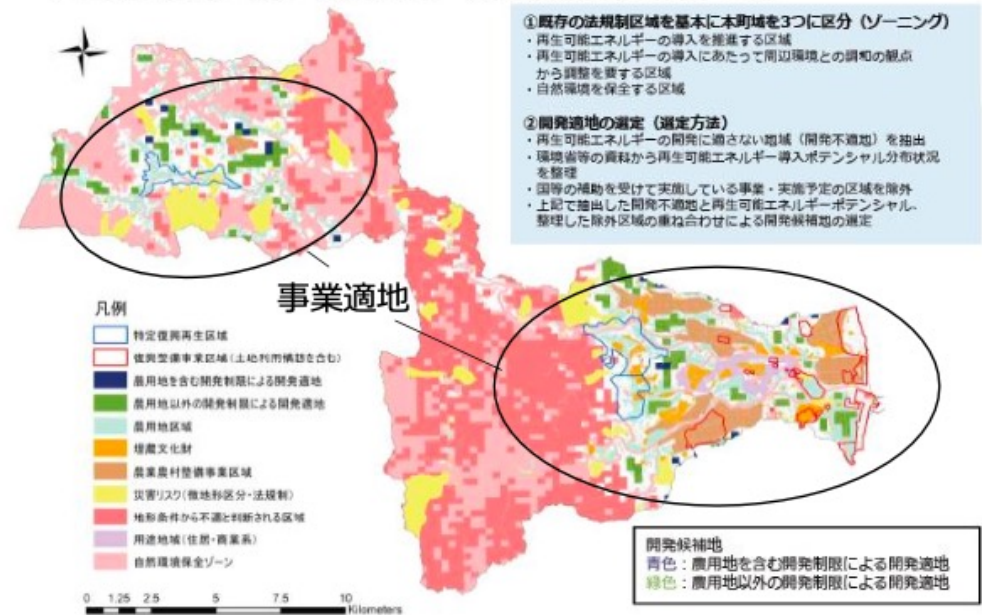 ①既存の法規制区域を基本に本町域を3つに区分（ゾーニング）
・再生可能エネルギーの導入を推進する区域
・再生可能エネルギーの導入にあたって周辺環境との調和の観点
から調整を要する区域
・自然環境を保全する区域
②開発適地の選定（選定方法）
・再生可能エネルギーの開発に適さない地域（開発不適地）を抽出
・環境省等の資料から再生可能エネルギー導入ポテンシャル分布状況
を整理
・国等の補助を受けて実施している事業・実施予定の区域を除外
・上記で抽出した開発不適地と再生可能エネルギーポテンシャル、
整理した除外区域の重ね合わせによる開発候補地の選定
事業適地
凡例
特定復興再生区域
復興整備事業区域（土地利用構想を含む）
農用地を含む開発制限による開発適地
農用地以外の開発制限による開発適地
農用地区域
埋蔵文化財
農業農村整備事業区域
災害リスク（微地形区分・法規制）
地形条件から不適と判断される区域
用途地域（住居・商業系）
自然環境保全ゾーン
0 1.25 2.5 5 7.5 10
Kilometers
開発候補地
青色：農用地を含む開発制限による開発適地
緑色：農用地以外の開発制限による開発適地